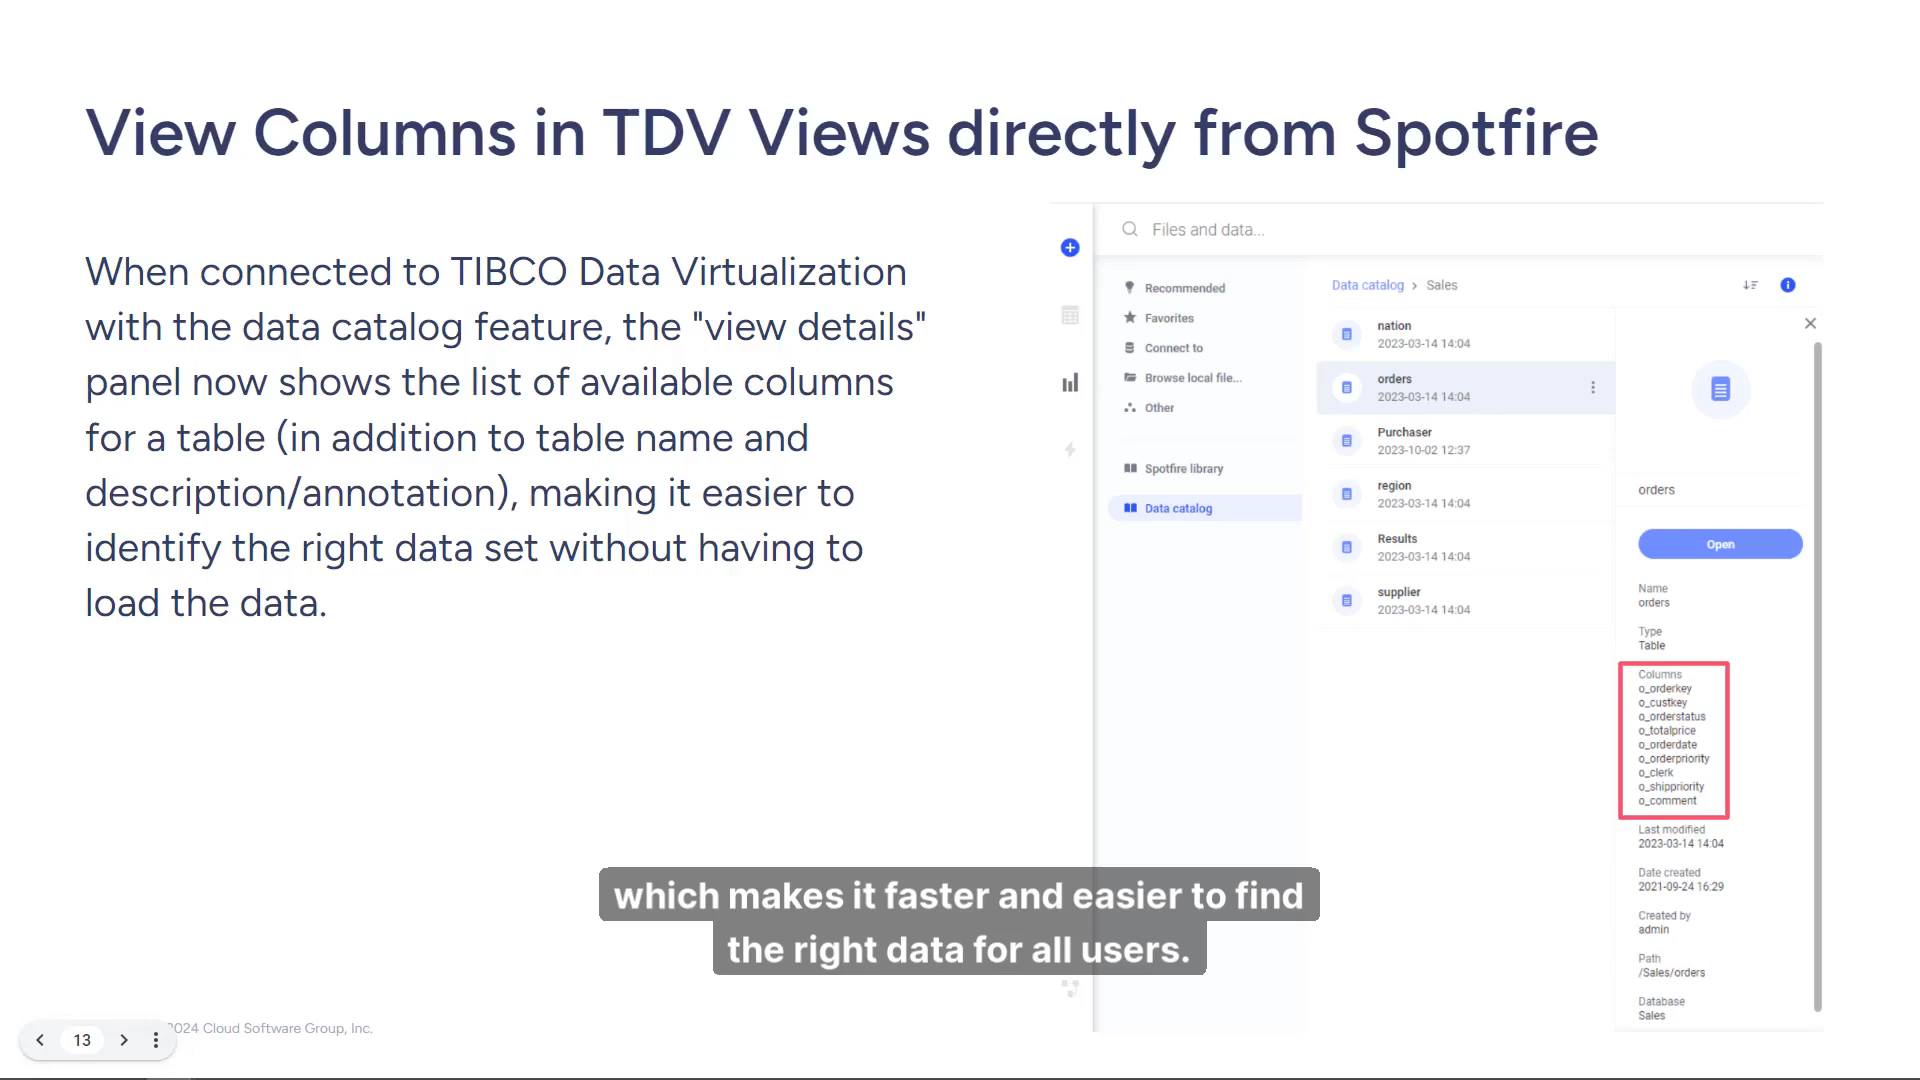 View Columns in TDV Views directly from Spotfire
When connected to TIBCO Data Virtualization
with the data catalog feature, the "view details"
panel now shows the list of available columns
for a table (in addition to table name and
description/annotation), making it easier to
identify the right data set without having to
load the data.
Files and data...
Recommended
Favorites
Connect to
Browse local file...
Other
Spotfire library
Data catalog
Data catalog › Sales
nation
2023-03-14 14:04
orders
2023-03-14 14:04
Purchaser
2023-10-02 12:37
region
2023-03-14 14:04
Results
2023-03-14 14:04
supplier
2023-03-14 14:04
orders
Open
Name
orders
Type
Table
Columns
o_orderkey
o_custkey
o_orderstatus
o_totalprice
o_orderdate
o_orderpriority
o_clerk
o_shippriority
o_comment
Last modified
2023-03-14 14:04
Date created
2021-09-24 16:29
Created by
admin
Path
/Sales/orders
Database
Sales
which makes it faster and easier to find
the right data for all users.
2024 Cloud Software Group, Inc.
13